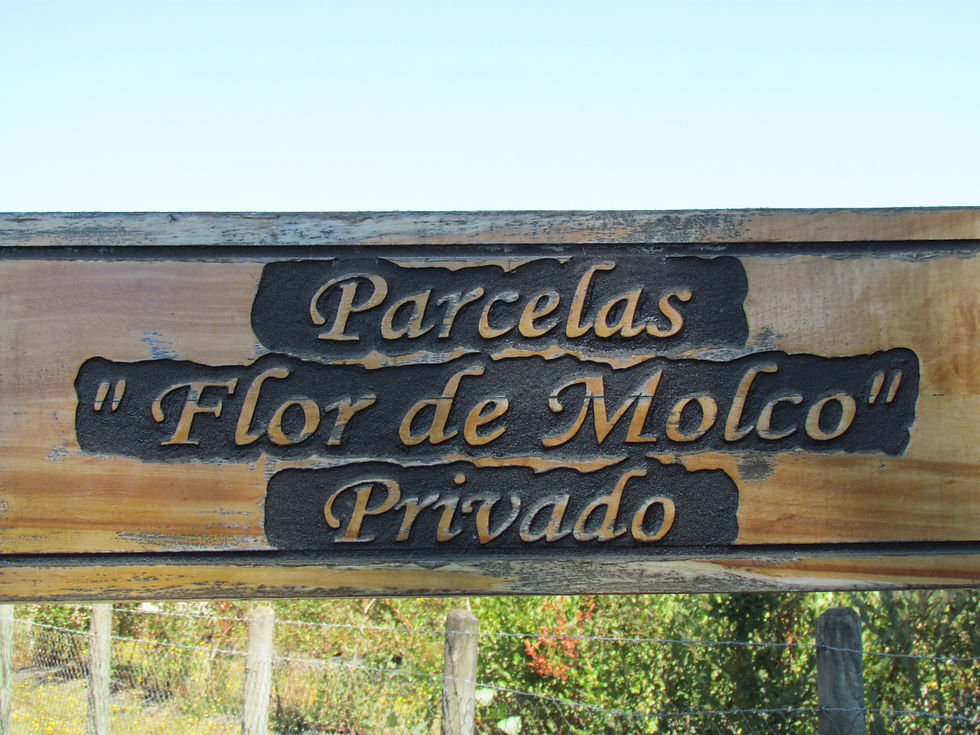 Parcelas
"Flor de Molco"
Privado